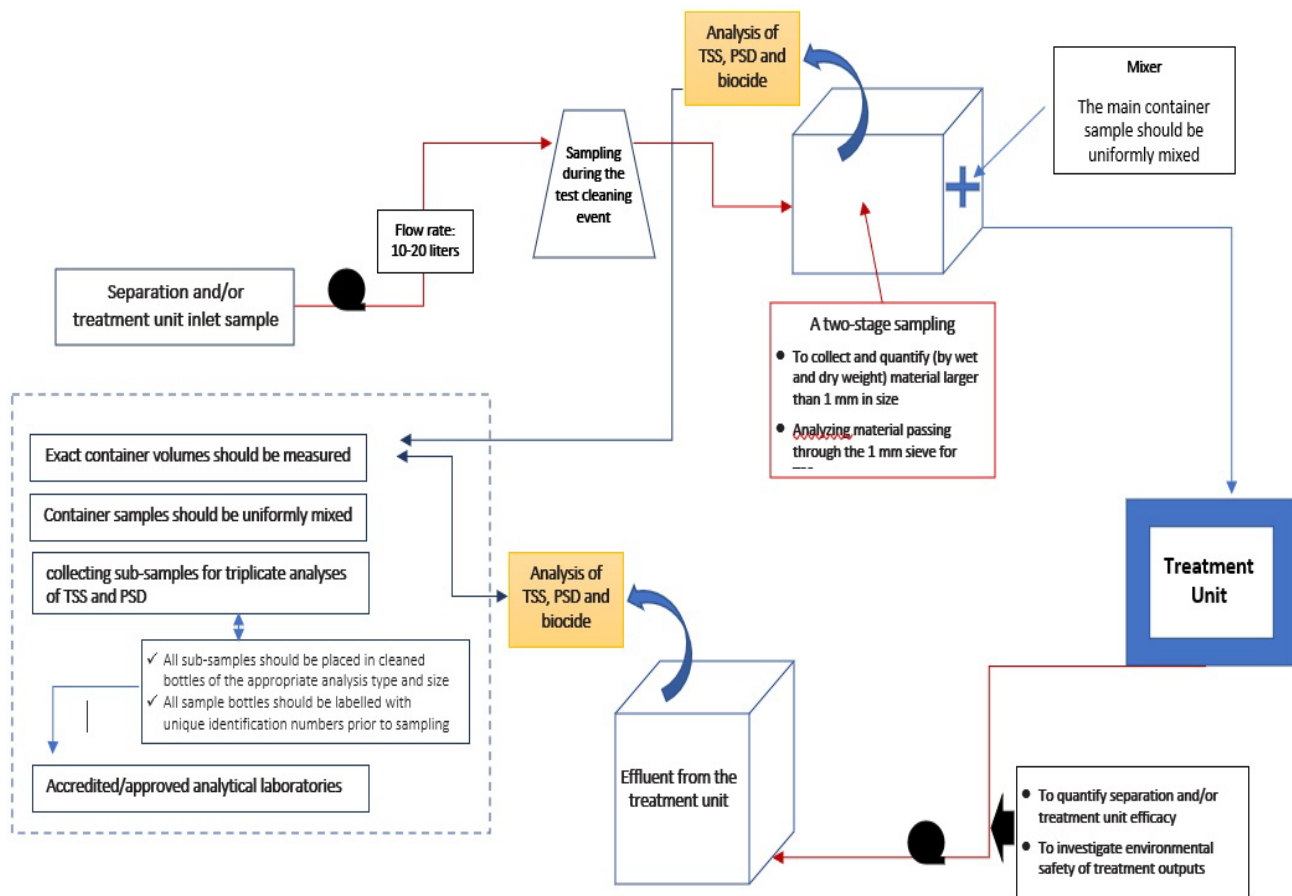 Analysis of
TSS, PSD and
biocide
Mixer
The main container
sample should be
uniformly mixed
Sampling
during the
test cleaning
event
Flow rate:
10-20 liters
Separation and/or
treatment unit inlet sample
A two-stage sampling
● To collect and quantify (by wet
and dry weight) material larger
than 1 mm in size
● Analyzing material passing
through the 1 mm sieve for
Exact container volumes should be measured
Container samples should be uniformly mixed
collecting sub-samples for triplicate analyses
of TSS and PSD
✓ All sub-samples should be placed in cleaned
bottles of the appropriate analysis type and size
✓ All sample bottles should be labelled with
unique identification numbers prior to sampling
Accredited/approved analytical laboratories
Analysis of
TSS, PSD and
biocide
Treatment
Unit
Effluent from the
treatment unit
● To quantify separation and/or
treatment unit efficacy
● To investigate environmental
safety of treatment outputs